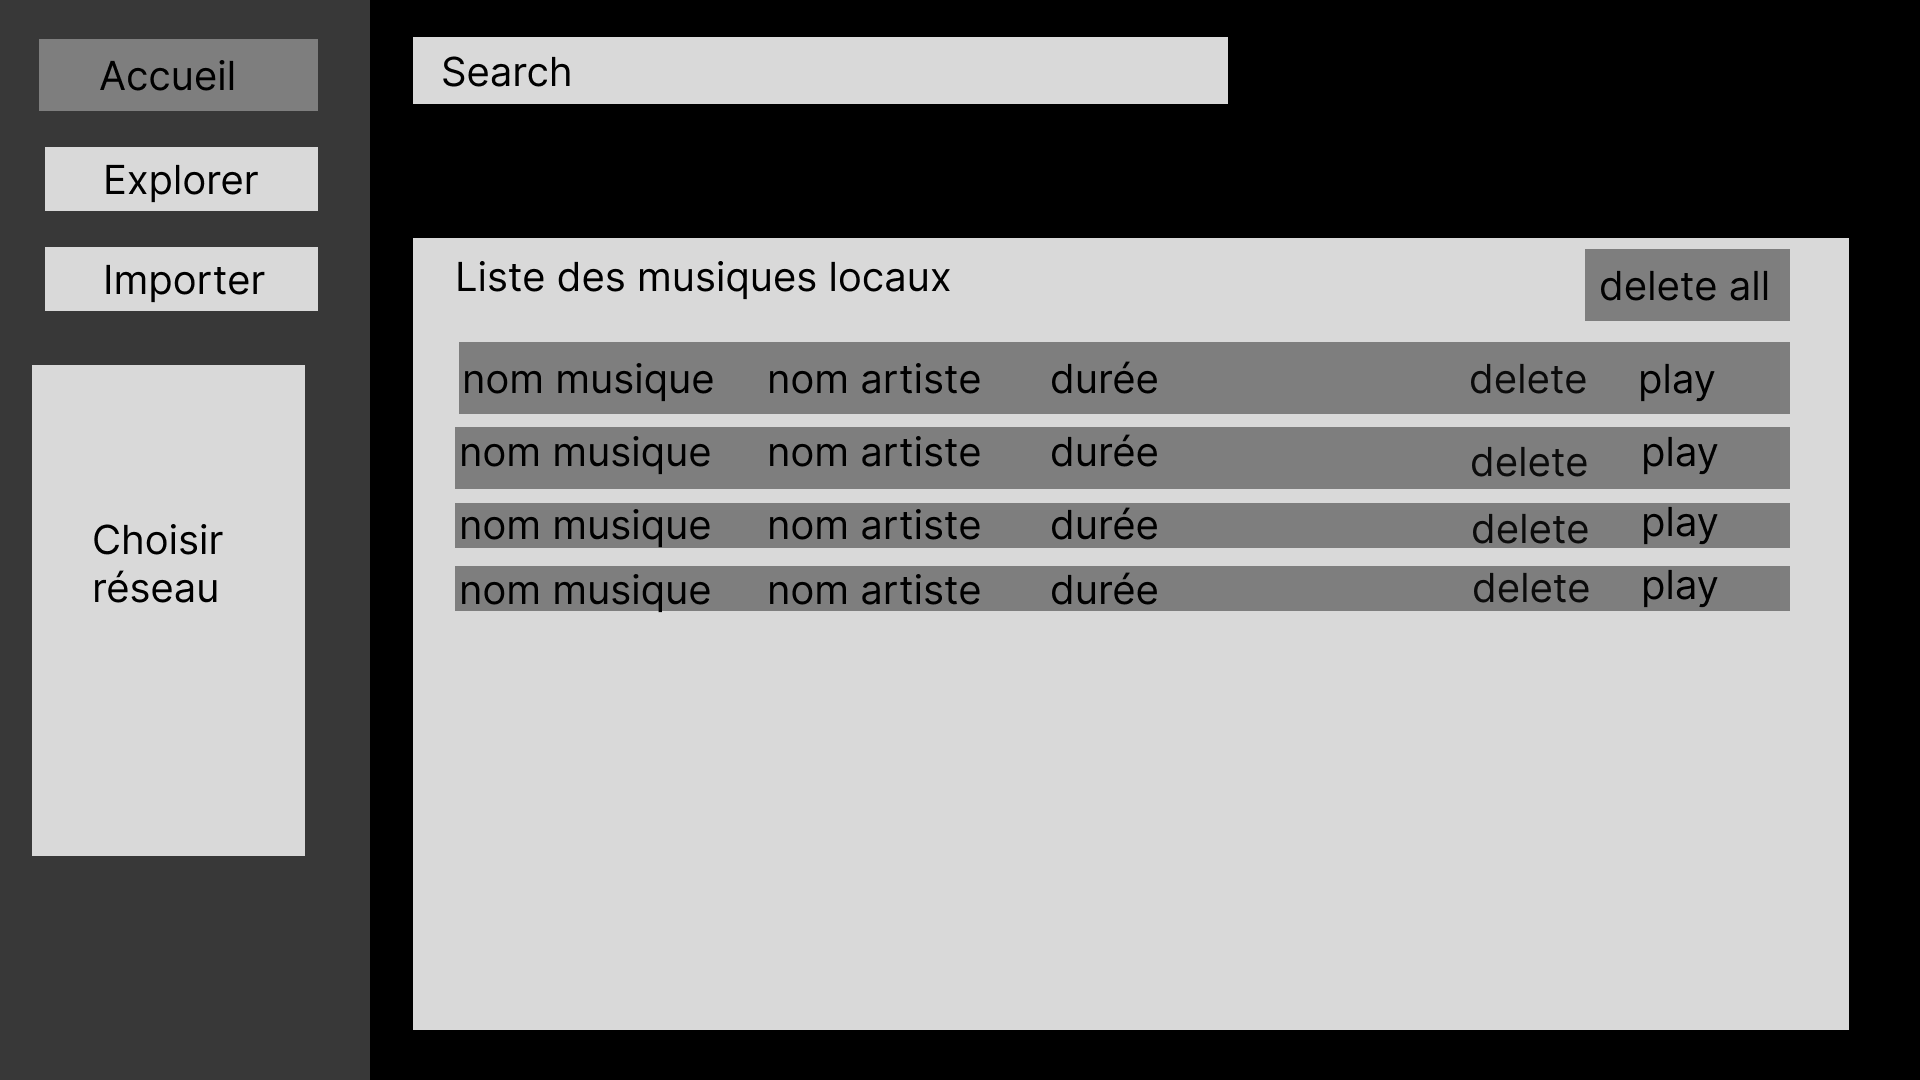 Accueil
Explorer
Importer
Choisir
réseau
Search
Liste des musiques locaux
delete all
nom musique nom artiste durée delete play
nom musique nom artiste durée delete play
nom musique nom artiste durée delete play
nom musique nom artiste durée delete play